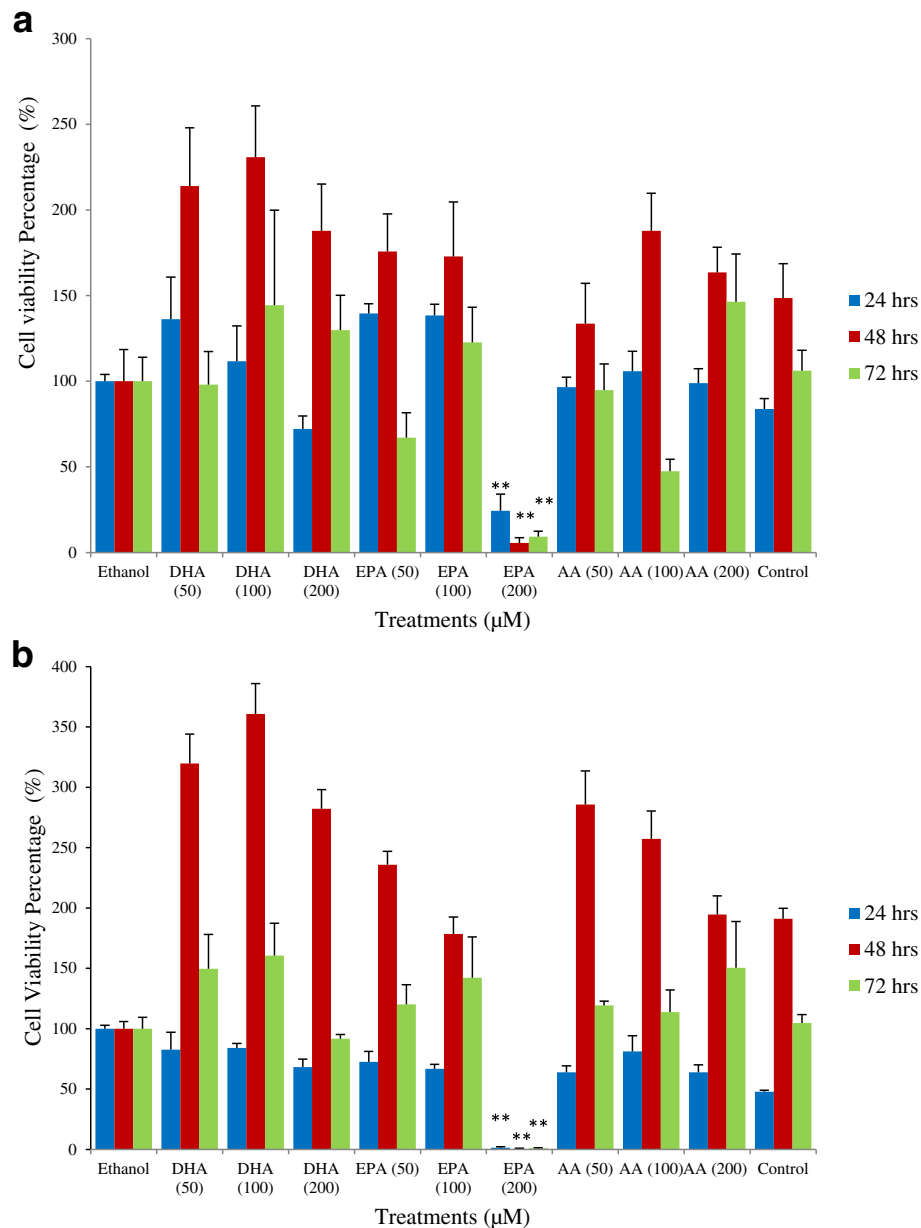 a
300
250
200
150
100
50
0
Cell viability Percentage (%)
** ** **
Ethanol DHA (50) DHA (100) DHA (200) EPA (50) EPA (100) EPA (200) AA (50) AA (100) AA (200) Control
Treatments (µM)
24 hrs
48 hrs
72 hrs
b
400
350
300
250
200
150
100
50
0
Cell Viability Percentage (%)
** ** **
Ethanol DHA (50) DHA (100) DHA (200) EPA (50) EPA (100) EPA (200) AA (50) AA (100) AA (200) Control
Treatments (µM)
24 hrs
48 hrs
72 hrs